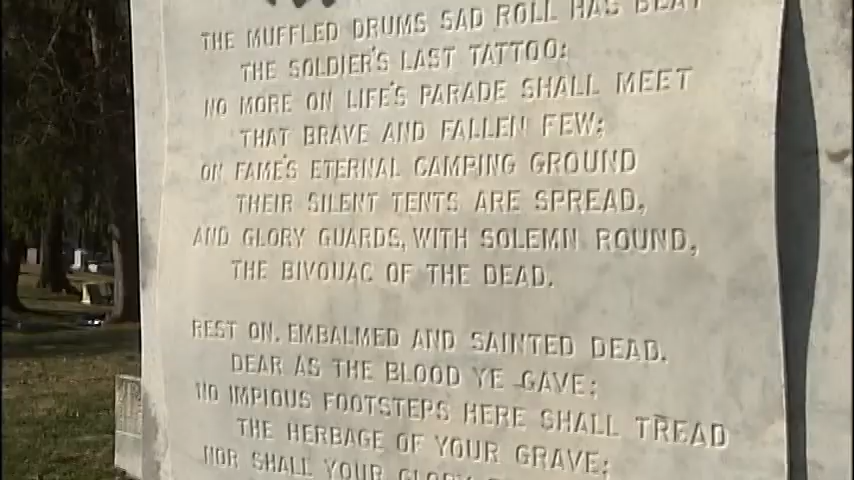 THE MUFFLED DRUMS SAD ROLL HAS BEAT
THE SOLDIER'S LAST TATTOO:
NO MORE ON LIFE'S PARADE SHALL MEET
THAT BRAVE AND FALLEN FEW;
ON FAME'S ETERNAL CAMPING GROUND
THEIR SILENT TENTS ARE SPREAD,
AND GLORY GUARDS, WITH SOLEMN ROUND,
THE BIVOUAC OF THE DEAD.
REST ON, EMBALMED AND SAINTED DEAD.
DEAR AS THE BLOOD YE GAVE;
NO IMPIOUS FOOTSTEPS HERE SHALL TREAD
THE HERBAGE OF YOUR GRAVE;
NOR SHALL YOUR GLORY